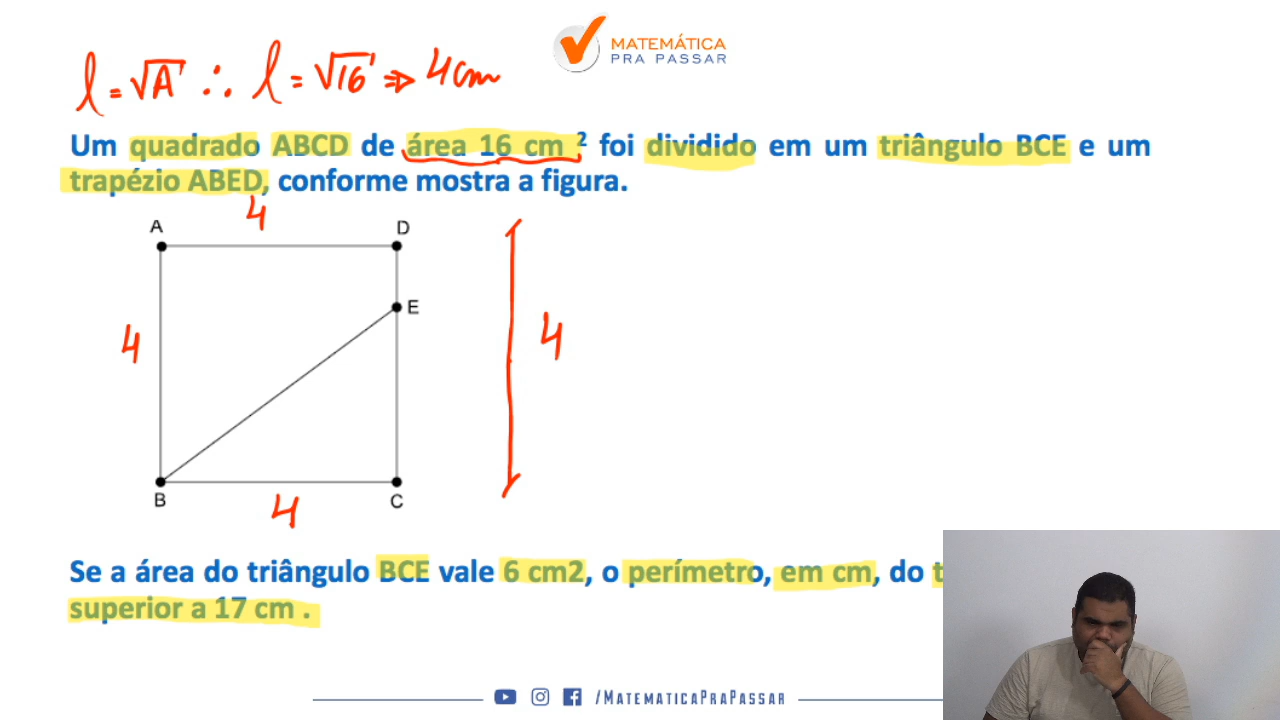 MATEMÁTICA
PRA PASSAR
l = √A ∴ l = √16 ⇒ 4cm
Um quadrado ABCD de área 16 cm ² foi dividido em um triângulo BCE e um
trapézio ABED, conforme mostra a figura.
4
A
D
E
4
4
B
C
4
Se a área do triângulo BCE vale 6 cm2, o perímetro, em cm, do
superior a 17 cm .
/MATEMATICAPRAPASSAR